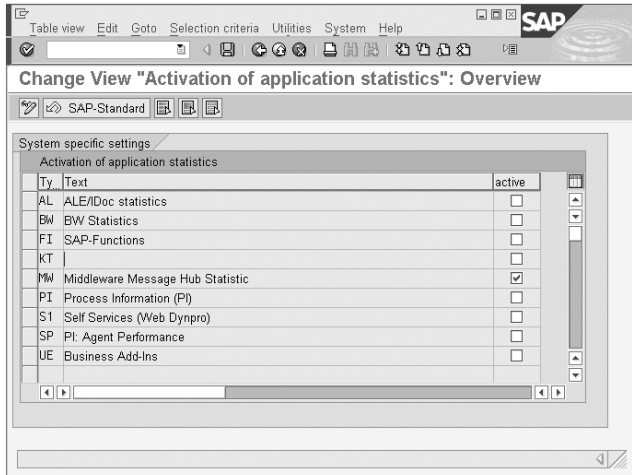 Table view Edit Goto Selection criteria Utilities System Help
SAP
Change View "Activation of application statistics": Overview
SAP-Standard
System specific settings
Activation of application statistics
Ty... Text active
AL ALE/IDoc statistics
BW BW Statistics
FI SAP-Functions
KT
MW Middleware Message Hub Statistic
PI Process Information (PI)
S1 Self Services (Web Dynpro)
SP PI: Agent Performance
UE Business Add-Ins